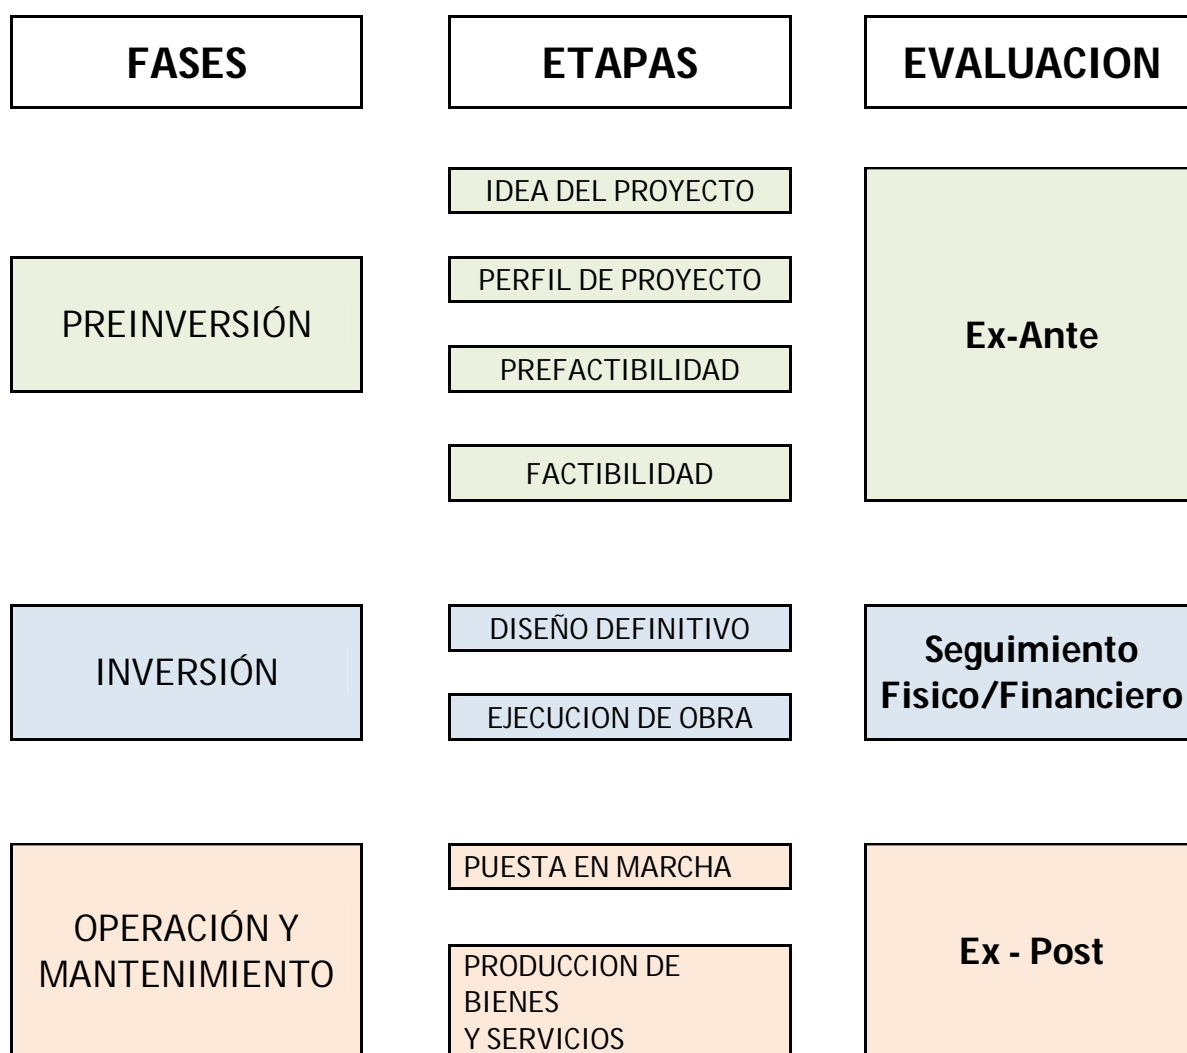 FASES
ETAPAS
EVALUACION
IDEA DEL PROYECTO
PREINVERSIÓN
PERFIL DE PROYECTO
PREFACTIBILIDAD
FACTIBILIDAD
Ex-Ante
INVERSIÓN
DISEÑO DEFINITIVO
EJECUCION DE OBRA
Seguimiento
Fisico/Financiero
OPERACIÓN Y
MANTENIMIENTO
PUESTA EN MARCHA
PRODUCCION DE
BIENES
Y SERVICIOS
Ex - Post